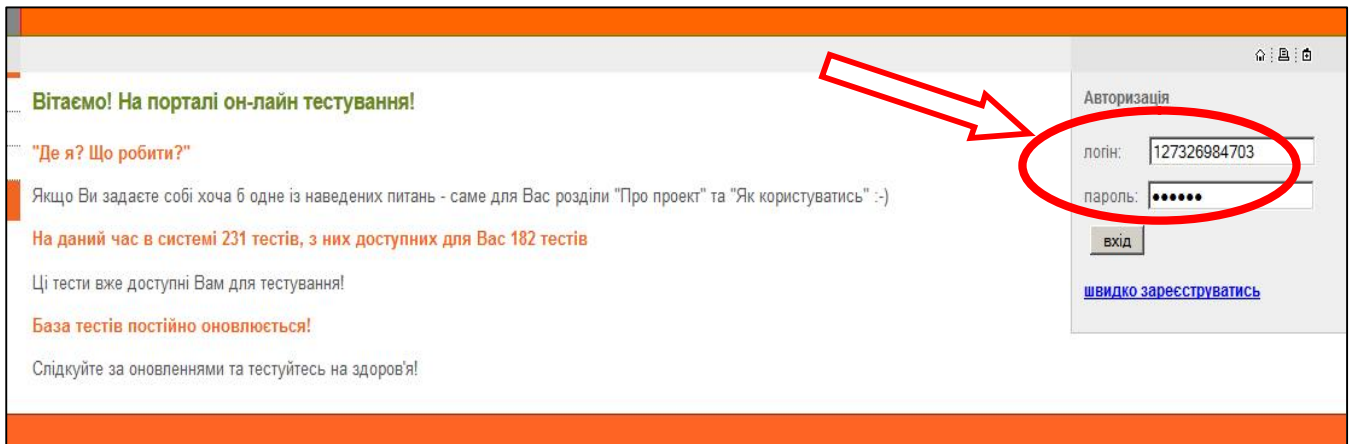 Вітаємо! На порталі он-лайн тестування!
"Де я? Що робити?"
Якщо Ви задаєте собі хоча б одне із наведених питань - саме для Вас розділи "Про проект" та "Як користуватись" :-)
На даний час в системі 231 тестів, з них доступних для Вас 182 тестів
Ці тести вже доступні Вам для тестування!
База тестів постійно оновлюється!
Слідкуйте за оновленнями та тестуйтесь на здоров'я!
Авторизація
логін: 127326984703
пароль: ●●●●●●
вхід
швидко зареєструватись